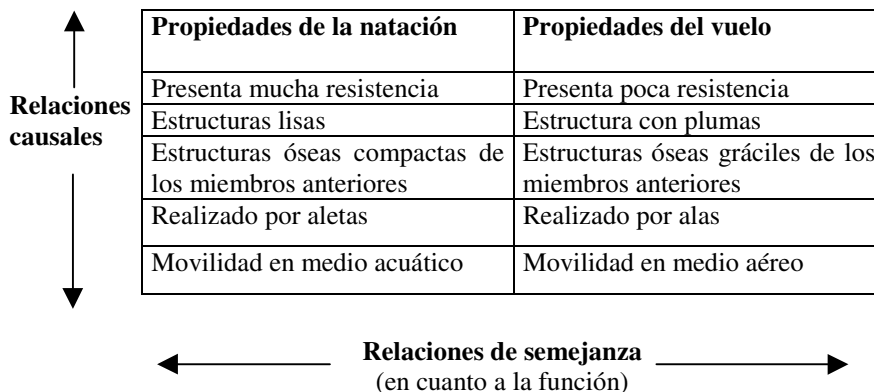 Propiedades de la natación
Propiedades del vuelo
Relaciones
causales
Presenta mucha resistencia
Presenta poca resistencia
Estructuras lisas
Estructura con plumas
Estructuras óseas compactas de
los miembros anteriores
Estructuras óseas gráciles de los
miembros anteriores
Realizado por aletas
Realizado por alas
Movilidad en medio acuático
Movilidad en medio aéreo
Relaciones de semejanza
(en cuanto a la función)